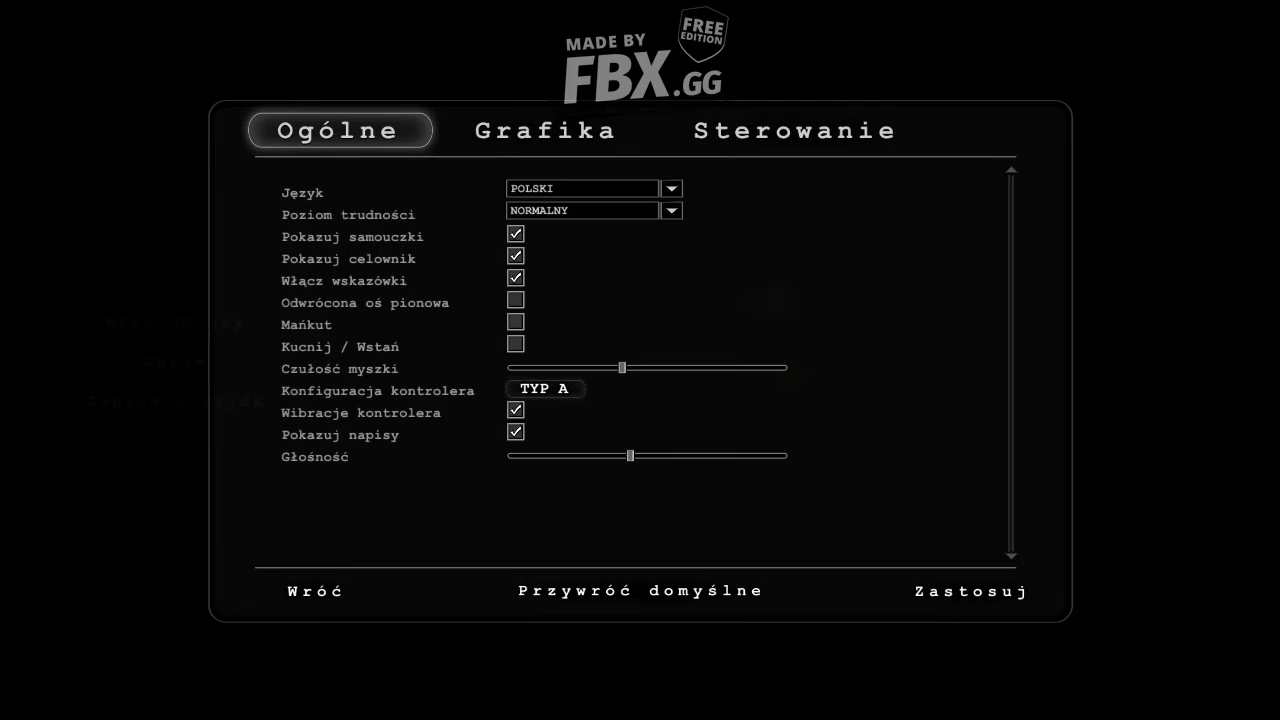 MADE BY
FREE
EDITION
FBX.GG
Ogólne Grafika Sterowanie
Język POLSKI
Poziom trudności NORMALNY
Pokazuj samouczki
Pokazuj celownik
Włącz wskazówki
Odwrócona oś pionowa
Mańkut
Kucnij / Wstań
Czułość myszki
Konfiguracja kontrolera TYP A
Wibracje kontrolera
Pokazuj napisy
Głośność
Wróć Przywróć domyślne Zastosuj